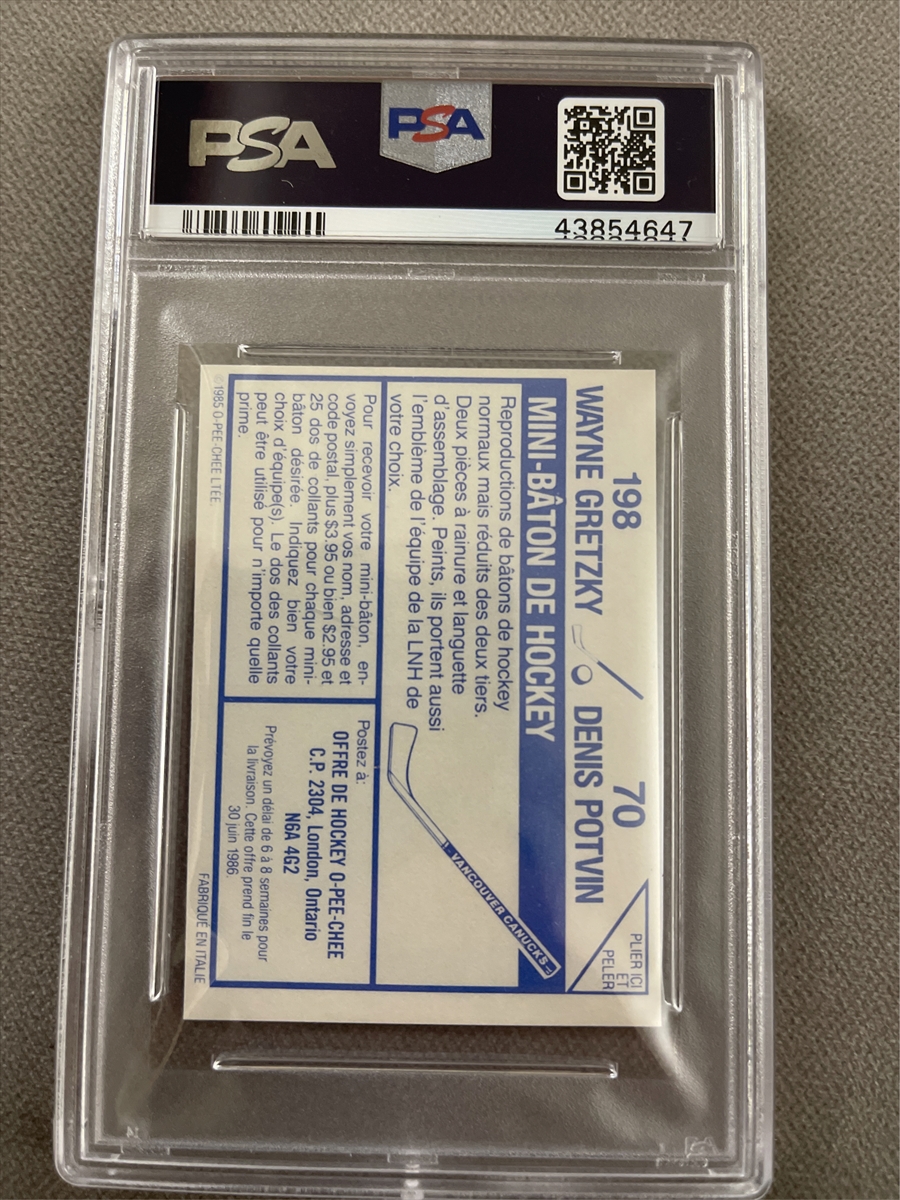 PSA
PSA
43854647
198
70
WAYNE GRETZKY
DENIS POTVIN
PLIER ICI
ET
PELER
MINI-BÂTON DE HOCKEY
Reproductions de bâtons de hockey
normaux mais réduits des deux tiers.
Deux pièces à rainure et languette
d'assemblage. Peints, ils portent aussi
l'emblème de l'équipe de la LNH de
votre choix.
VANCOUVER CANUCKS
Pour recevoir votre mini-bâton, en-
voyez simplement vos nom, adresse et
code postal, plus $3.95 ou bien $2.95 et
25 dos de collants pour chaque mini-
bâton désirée. Indiquez bien votre
choix d'équipe(s). Le dos des collants
peut être utilisé pour n'importe quelle
prime.
Postez à:
OFFRE DE HOCKEY O-PEE-CHEE
C.P. 2304, London, Ontario
N6A 4G2
Prévoyez un délai de 6 à 8 semaines pour
la livraison. Cette offre prend fin le
30 juin 1986
©1985 O-PEE-CHEE LTÉE.
FABRIQUÉ EN ITALIE